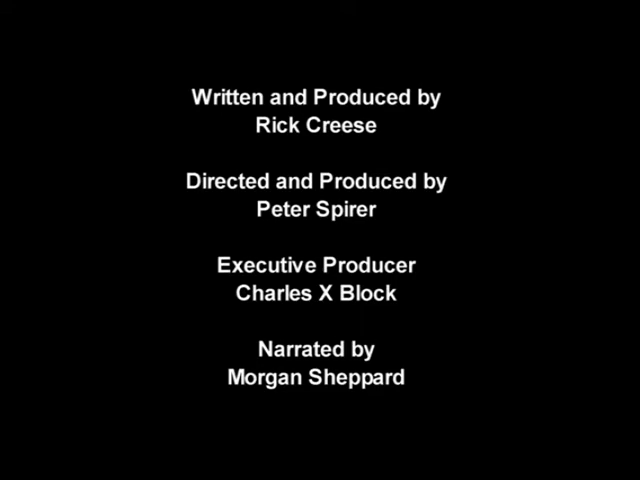 Written and Produced by
Rick Creese
Directed and Produced by
Peter Spirer
Executive Producer
Charles X Block
Narrated by
Morgan Sheppard